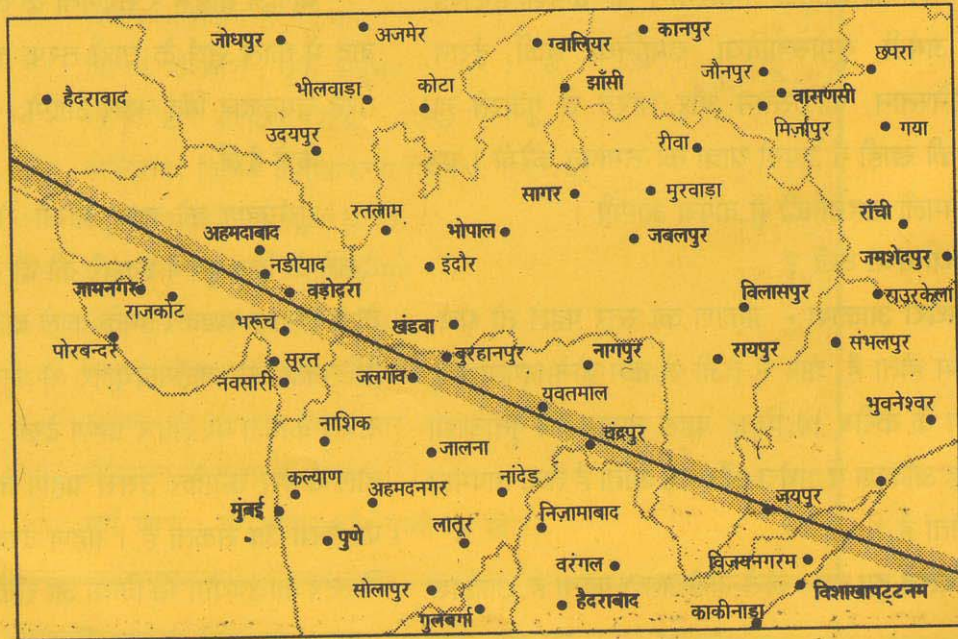 अजमेर
कानपुर
जोधपुर
ग्वालियर
छपरा
जौनपुर
भीलवाड़ा
कोटा
झाँसी
हैदराबाद
वाराणसी
मिर्ज़ापुर
गया
उदयपुर
रीवा
सागर
मुरवाड़ा
रतलाम
राँची
अहमदाबाद
भोपाल
जबलपुर
नडीयाद
इंदौर
जमशेदपुर
जामनगर
वड़ोदरा
विलासपुर
राउरकेला
राजकोट
भरूच
खंडवा
पोरबन्दर
सूरत
बुरहानपुर
नागपुर
रायपुर
संभलपुर
नवसारी
जलगाँव
यवतमाल
भुवनेश्वर
नाशिक
चंद्रपुर
जालना
कल्याण
अहमदनगर
नांदेड़
जयपुर
मुंबई
लातूर
निज़ामाबाद
पुणे
वरंगल
विजयनगरम
सोलापुर
हैदराबाद
विशाखापट्टनम
गुलबर्गा
काकीनाड़ा